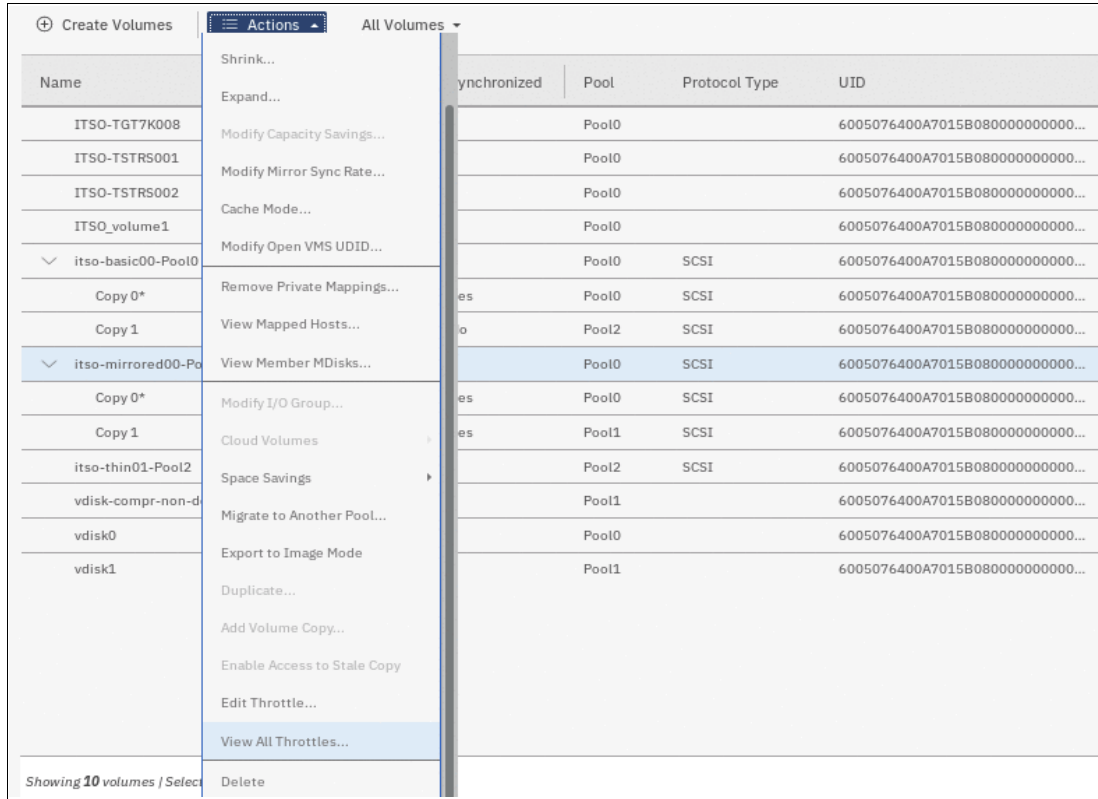 Create Volumes Actions All Volumes
Name ynchronized Pool Protocol Type UID
ITSO-TGT7K008 Pool0 6005076400A7015B080000000000...
ITSO-TSTRS001 Pool0 6005076400A7015B080000000000...
ITSO-TSTRS002 Pool0 6005076400A7015B080000000000...
ITSO_volume1 Pool0 6005076400A7015B080000000000...
itso-basic00-Pool0 Pool0 SCSI 6005076400A7015B080000000000...
Copy 0* es Pool0 SCSI 6005076400A7015B080000000000...
Copy 1 o Pool2 SCSI 6005076400A7015B080000000000...
itso-mirrored00-Po Pool0 SCSI 6005076400A7015B080000000000...
Copy 0* es Pool0 SCSI 6005076400A7015B080000000000...
Copy 1 es Pool1 SCSI 6005076400A7015B080000000000...
itso-thin01-Pool2 Pool2 SCSI 6005076400A7015B080000000000...
vdisk-compr-non-d Pool1 6005076400A7015B080000000000...
vdisk0 Pool0 6005076400A7015B080000000000...
vdisk1 Pool1 6005076400A7015B080000000000...
Showing 10 volumes | Select
Shrink...
Expand...
Modify Capacity Savings...
Modify Mirror Sync Rate...
Cache Mode...
Modify Open VMS UDID...
Remove Private Mappings...
View Mapped Hosts...
View Member MDisks...
Modify I/O Group...
Cloud Volumes
Space Savings
Migrate to Another Pool...
Export to Image Mode
Duplicate...
Add Volume Copy...
Enable Access to Stale Copy
Edit Throttle...
View All Throttles...
Delete